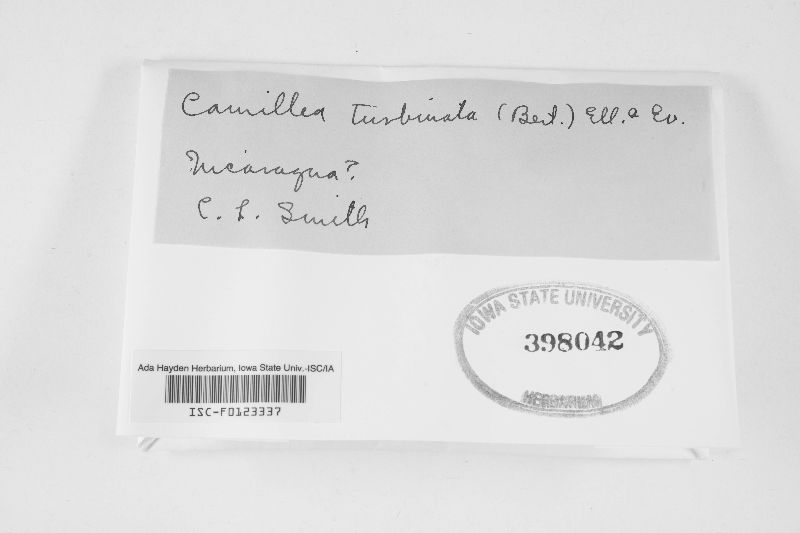 Camillea turbinata (Bert.) Ell. & Ev.
Nicaragua?
C. L. Smith
IOWA STATE UNIVERSITY
398042
HERBARIUM
Ada Hayden Herbarium, Iowa State Univ.-ISC/IA
ISC-F0123337